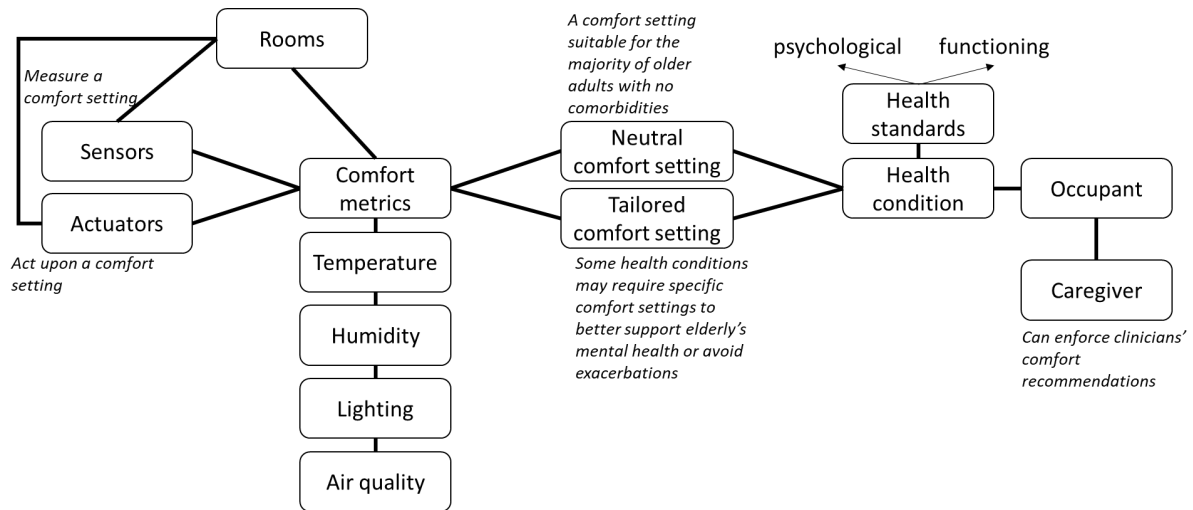 Rooms
Measure a
comfort setting
Sensors
Actuators
Act upon a comfort
setting
Comfort
metrics
Temperature
Humidity
Lighting
Air quality
A comfort setting
suitable for the
majority of older
adults with no
comorbidities
Neutral
comfort setting
Tailored
comfort setting
Some health conditions
may require specific
comfort settings to
better support elderly’s
mental health or avoid
exacerbations
psychological
functioning
Health
standards
Health
condition
Occupant
Caregiver
Can enforce clinicians’
comfort
recommendations